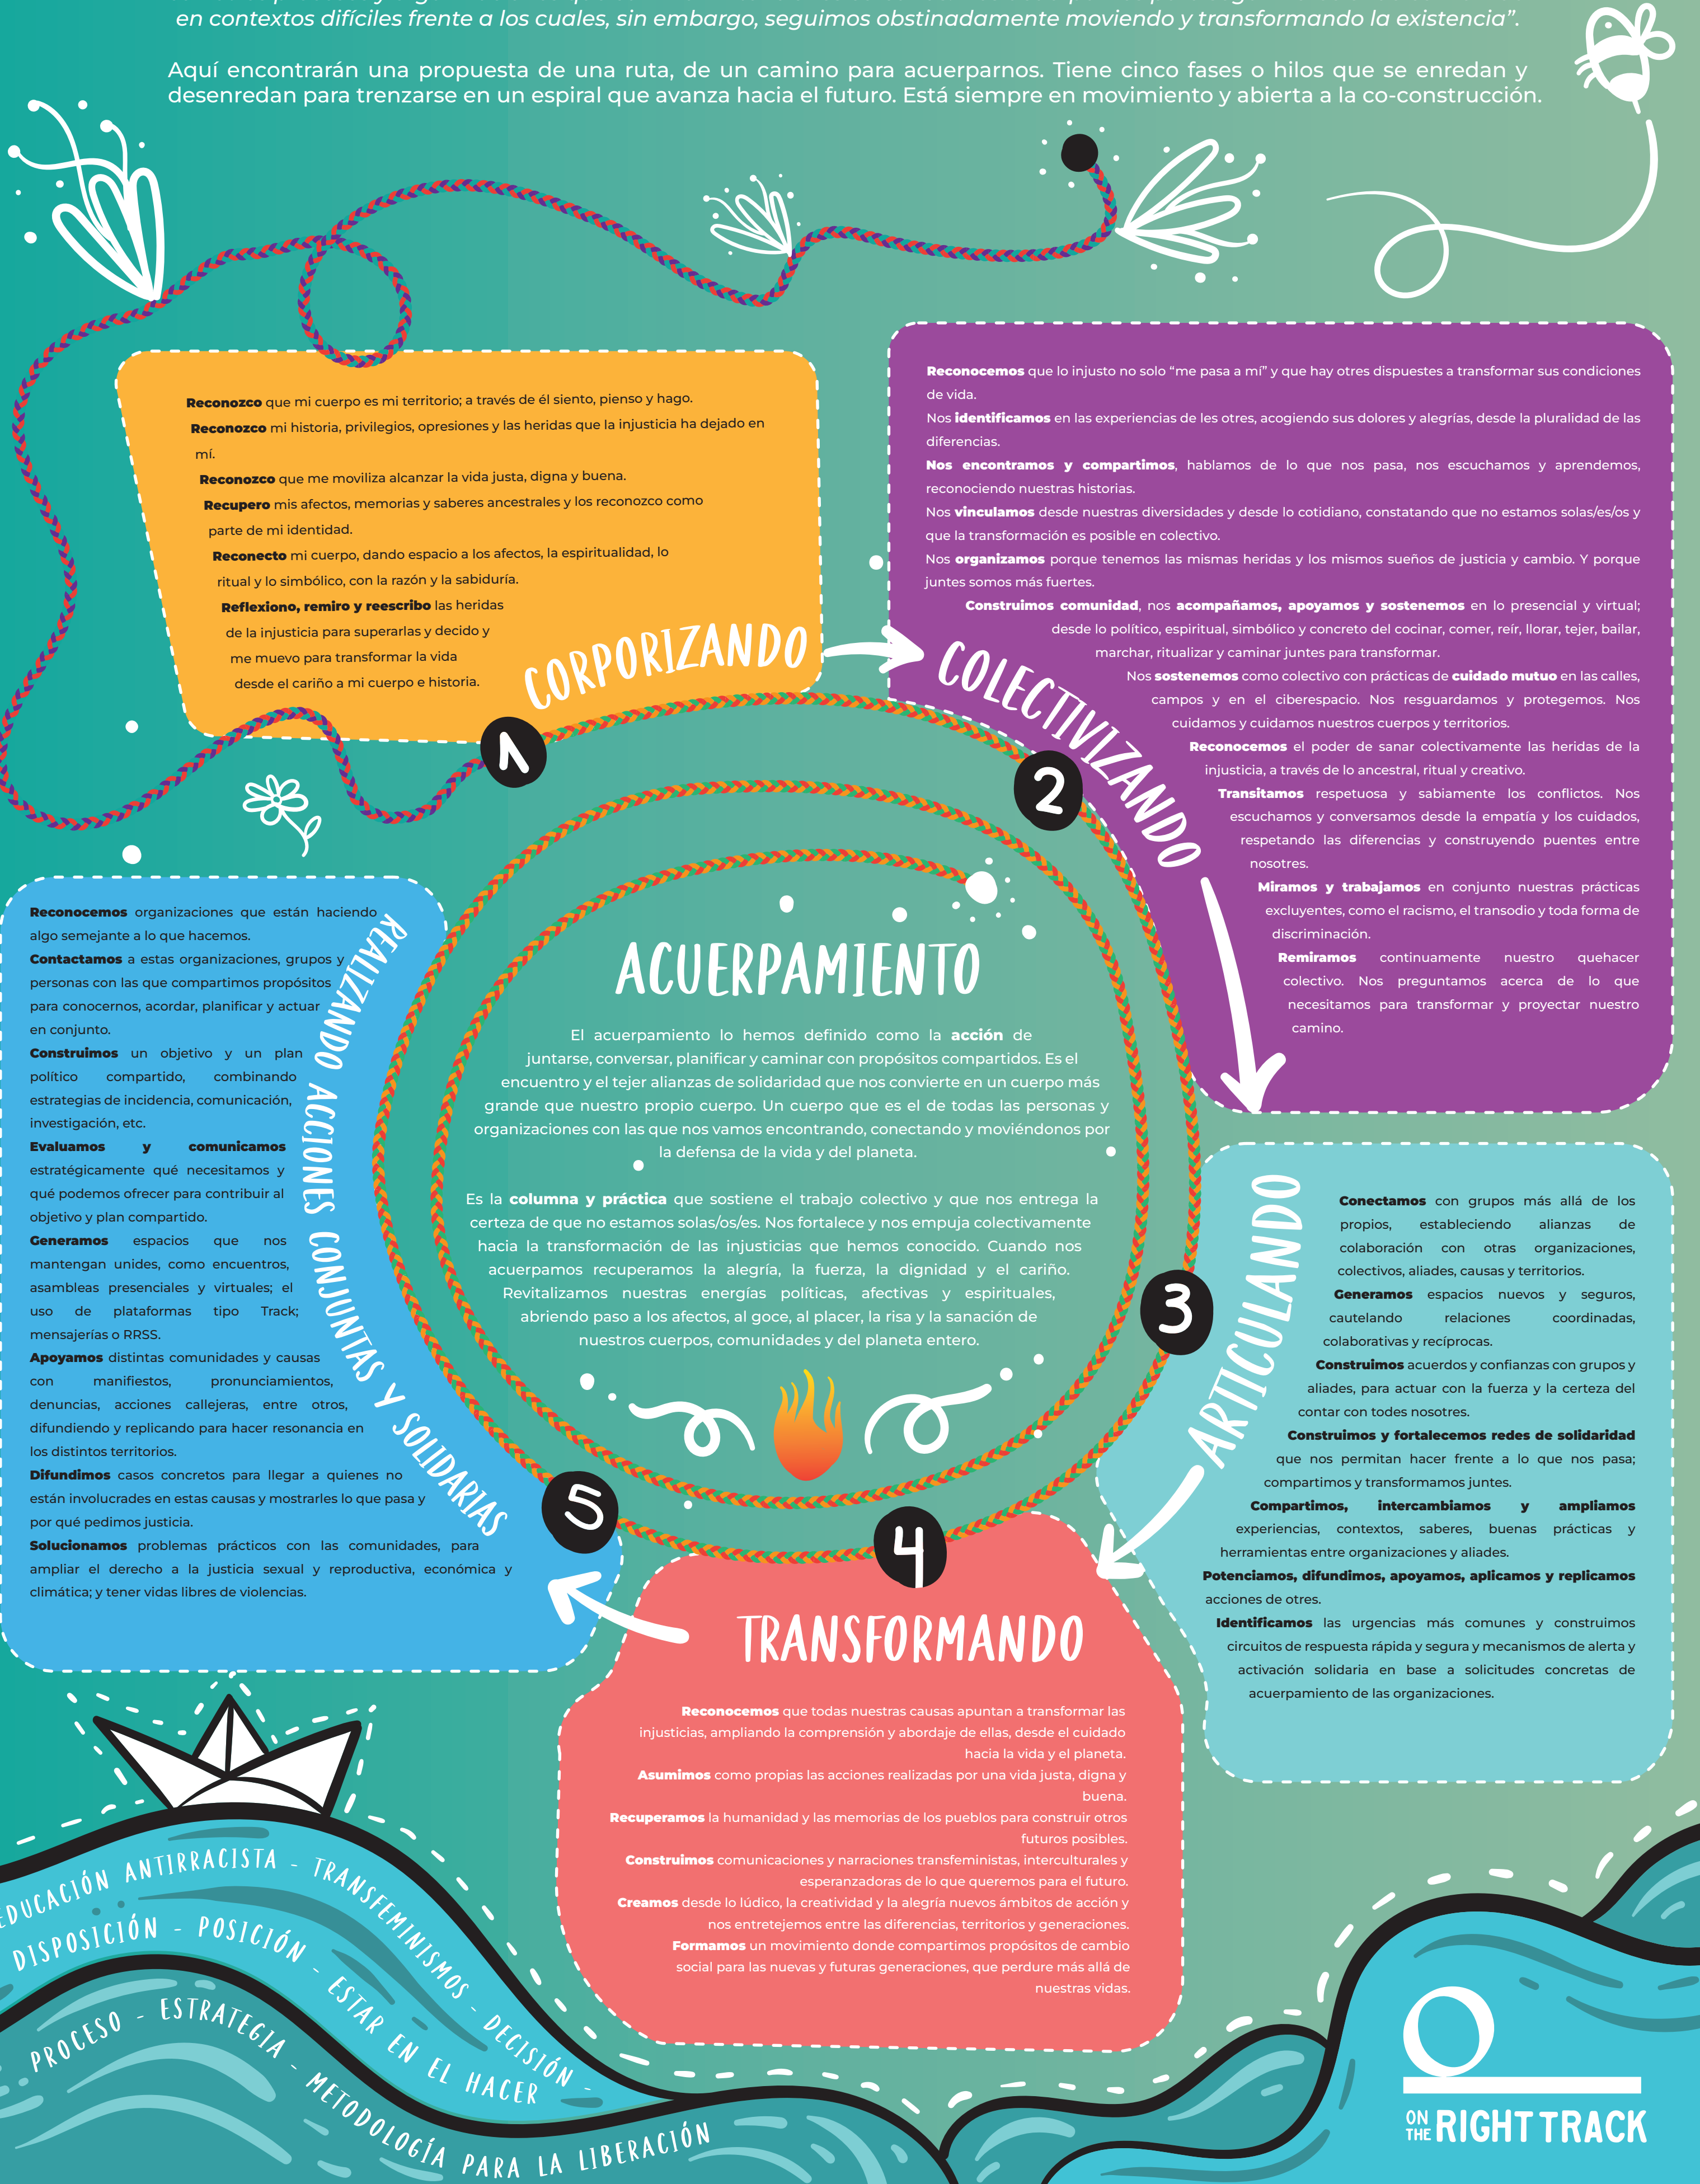 en contextos difíciles frente a los cuales, sin embargo, seguimos obstinadamente moviendo y transformando la existencia”.
Aquí encontrarán una propuesta de una ruta, de un camino para acuerparnos. Tiene cinco fases o hilos que se enredan y
desenredan para trenzarse en un espiral que avanza hacia el futuro. Está siempre en movimiento y abierta a la co-construcción.
Reconozco que mi cuerpo es mi territorio; a través de él siento, pienso y hago.
Reconozco mi historia, privilegios, opresiones y las heridas que la injusticia ha dejado en
mí.
Reconozco que me moviliza alcanzar la vida justa, digna y buena.
Recupero mis afectos, memorias y saberes ancestrales y los reconozco como
parte de mi identidad.
Reconecto mi cuerpo, dando espacio a los afectos, la espiritualidad, lo
ritual y lo simbólico, con la razón y la sabiduría.
Reflexiono, remiro y reescribo las heridas
de la injusticia para superarlas y decido y
me muevo para transformar la vida
desde el cariño a mi cuerpo e historia.
CORPORIZANDO
1
Reconocemos que lo injusto no solo “me pasa a mí” y que hay otres dispuestes a transformar sus condiciones
de vida.
Nos identificamos en las experiencias de les otres, acogiendo sus dolores y alegrías, desde la pluralidad de las
diferencias.
Nos encontramos y compartimos, hablamos de lo que nos pasa, nos escuchamos y aprendemos,
reconociendo nuestras historias.
Nos vinculamos desde nuestras diversidades y desde lo cotidiano, constatando que no estamos solas/es/os y
que la transformación es posible en colectivo.
Nos organizamos porque tenemos las mismas heridas y los mismos sueños de justicia y cambio. Y porque
juntes somos más fuertes.
Construimos comunidad, nos acompañamos, apoyamos y sostenemos en lo presencial y virtual;
desde lo político, espiritual, simbólico y concreto del cocinar, comer, reír, llorar, tejer, bailar,
marchar, ritualizar y caminar juntes para transformar.
Nos sostenemos como colectivo con prácticas de cuidado mutuo en las calles,
campos y en el ciberespacio. Nos resguardamos y protegemos. Nos
cuidamos y cuidamos nuestros cuerpos y territorios.
Reconocemos el poder de sanar colectivamente las heridas de la
injusticia, a través de lo ancestral, ritual y creativo.
Transitamos respetuosa y sabiamente los conflictos. Nos
escuchamos y conversamos desde la empatía y los cuidados,
respetando las diferencias y construyendo puentes entre
nosotres.
Miramos y trabajamos en conjunto nuestras prácticas
excluyentes, como el racismo, el transodio y toda forma de
discriminación.
Remiramos continuamente nuestro quehacer
colectivo. Nos preguntamos acerca de lo que
necesitamos para transformar y proyectar nuestro
camino.
COLECTIVIZANDO
2
ACUERPAMIENTO
El acuerpamiento lo hemos definido como la acción de
juntarse, conversar, planificar y caminar con propósitos compartidos. Es el
encuentro y el tejer alianzas de solidaridad que nos convierte en un cuerpo más
grande que nuestro propio cuerpo. Un cuerpo que es el de todas las personas y
organizaciones con las que nos vamos encontrando, conectando y moviéndonos por
la defensa de la vida y del planeta.
Es la columna y práctica que sostiene el trabajo colectivo y que nos entrega la
certeza de que no estamos solas/os/es. Nos fortalece y nos empuja colectivamente
hacia la transformación de las injusticias que hemos conocido. Cuando nos
acuerpamos recuperamos la alegría, la fuerza, la dignidad y el cariño.
Revitalizamos nuestras energías políticas, afectivas y espirituales,
abriendo paso a los afectos, al goce, al placer, la risa y la sanación de
nuestros cuerpos, comunidades y del planeta entero.
3
ARTICULANDO
Conectamos con grupos más allá de los
propios, estableciendo alianzas de
colaboración con otras organizaciones,
colectivos, aliades, causas y territorios.
Generamos espacios nuevos y seguros,
cautelando relaciones coordinadas,
colaborativas y recíprocas.
Construimos acuerdos y confianzas con grupos y
aliades, para actuar con la fuerza y la certeza del
contar con todes nosotres.
Construimos y fortalecemos redes de solidaridad
que nos permitan hacer frente a lo que nos pasa;
compartimos y transformamos juntes.
Compartimos, intercambiamos y ampliamos
experiencias, contextos, saberes, buenas prácticas y
herramientas entre organizaciones y aliades.
Potenciamos, difundimos, apoyamos, aplicamos y replicamos
acciones de otres.
Identificamos las urgencias más comunes y construimos
circuitos de respuesta rápida y segura y mecanismos de alerta y
activación solidaria en base a solicitudes concretas de
acuerpamiento de las organizaciones.
4
TRANSFORMANDO
Reconocemos que todas nuestras causas apuntan a transformar las
injusticias, ampliando la comprensión y abordaje de ellas, desde el cuidado
hacia la vida y el planeta.
Asumimos como propias las acciones realizadas por una vida justa, digna y
buena.
Recuperamos la humanidad y las memorias de los pueblos para construir otros
futuros posibles.
Construimos comunicaciones y narraciones transfeministas, interculturales y
esperanzadoras de lo que queremos para el futuro.
Creamos desde lo lúdico, la creatividad y la alegría nuevos ámbitos de acción y
nos entretejemos entre las diferencias, territorios y generaciones.
Formamos un movimiento donde compartimos propósitos de cambio
social para las nuevas y futuras generaciones, que perdure más allá de
nuestras vidas.
5
REALIZANDO ACCIONES CONJUNTAS Y SOLIDARIAS
Reconocemos organizaciones que están haciendo
algo semejante a lo que hacemos.
Contactamos a estas organizaciones, grupos y
personas con las que compartimos propósitos
para conocernos, acordar, planificar y actuar
en conjunto.
Construimos un objetivo y un plan
político compartido, combinando
estrategias de incidencia, comunicación,
investigación, etc.
Evaluamos y comunicamos
estratégicamente qué necesitamos y
qué podemos ofrecer para contribuir al
objetivo y plan compartido.
Generamos espacios que nos
mantengan unides, como encuentros,
asambleas presenciales y virtuales; el
uso de plataformas tipo Track;
mensajerías o RRSS.
Apoyamos distintas comunidades y causas
con manifiestos, pronunciamientos,
denuncias, acciones callejeras, entre otros,
difundiendo y replicando para hacer resonancia en
los distintos territorios.
Difundimos casos concretos para llegar a quienes no
están involucrades en estas causas y mostrarles lo que pasa y
por qué pedimos justicia.
Solucionamos problemas prácticos con las comunidades, para
ampliar el derecho a la justicia sexual y reproductiva, económica y
climática; y tener vidas libres de violencias.
EDUCACIÓN ANTIRRACISTA - TRANSFEMINISMOS - DECISIÓN -
DISPOSICIÓN - POSICIÓN - ESTAR EN EL HACER
PROCESO - ESTRATEGIA - METODOLOGÍA PARA LA LIBERACIÓN
ON THE RIGHT TRACK